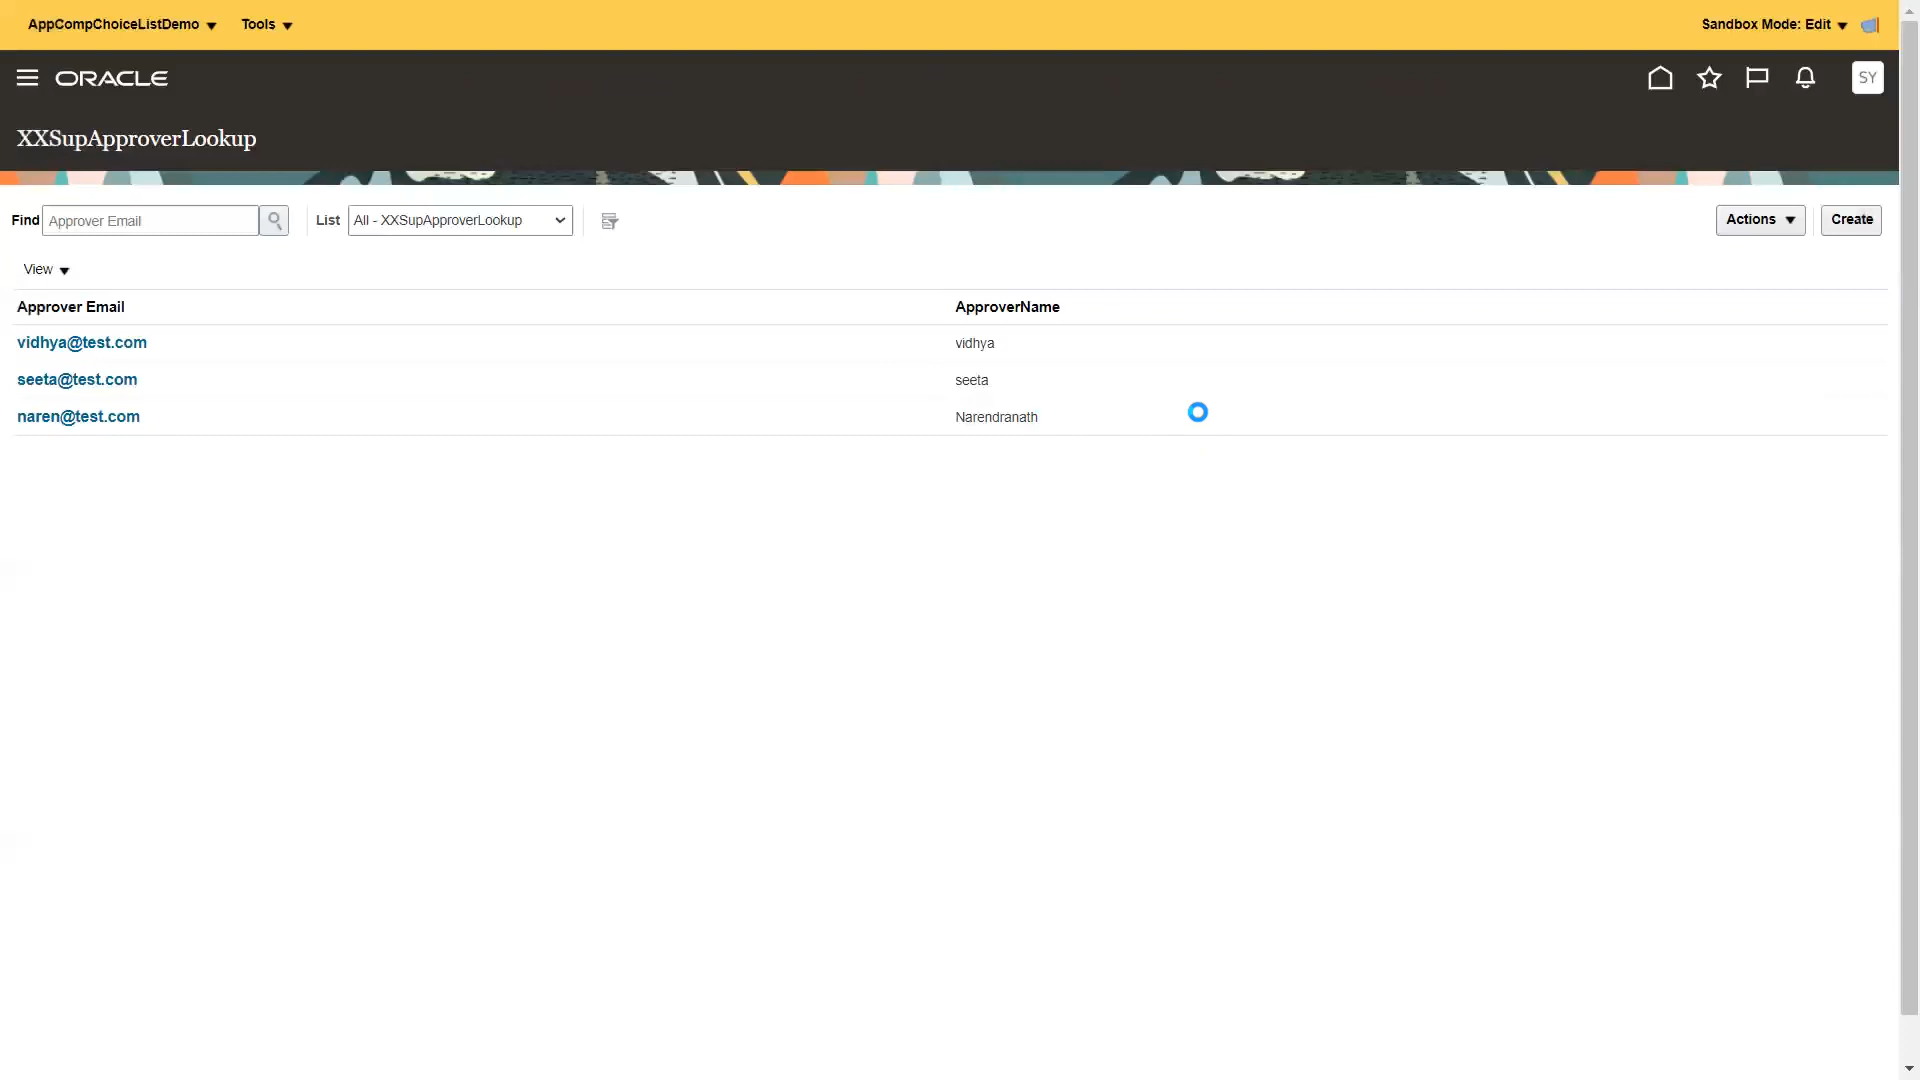 AppCompChoiceListDemo Tools Sandbox Mode: Edit
ORACLE SY
XXSupApproverLookup
Find Approver Email List All - XXSupApproverLookup Actions Create
View
Approver Email ApproverName
vidhya@test.com vidhya
seeta@test.com seeta
naren@test.com Narendranath